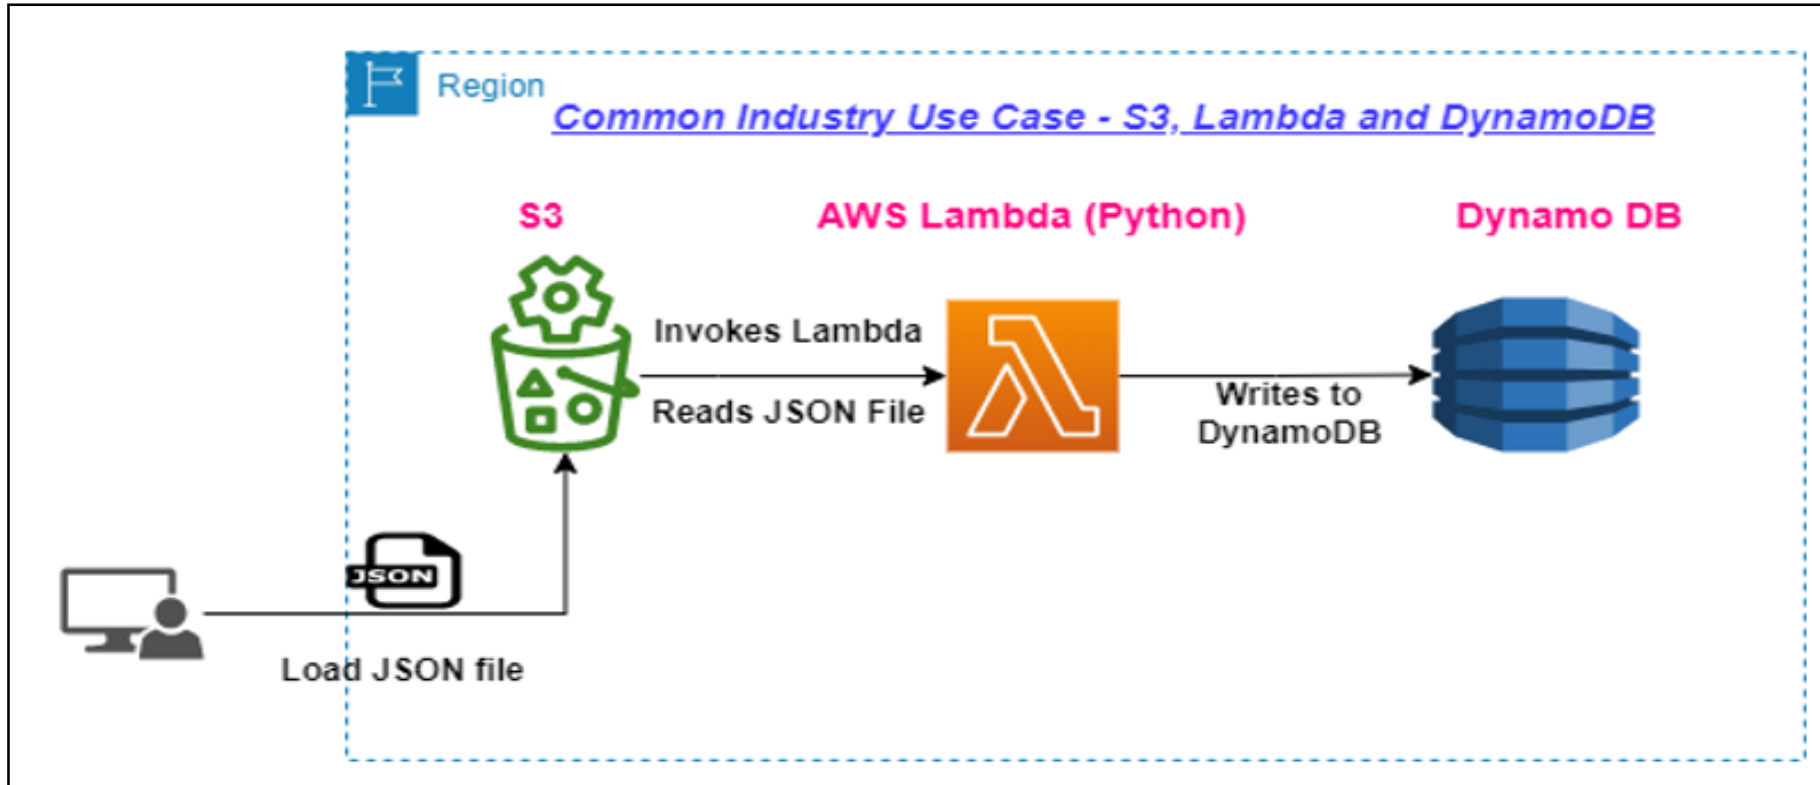 Region
Common Industry Use Case - S3, Lambda and DynamoDB
S3
AWS Lambda (Python)
Dynamo DB
Invokes Lambda
Reads JSON File
Writes to
DynamoDB
JSON
Load JSON file